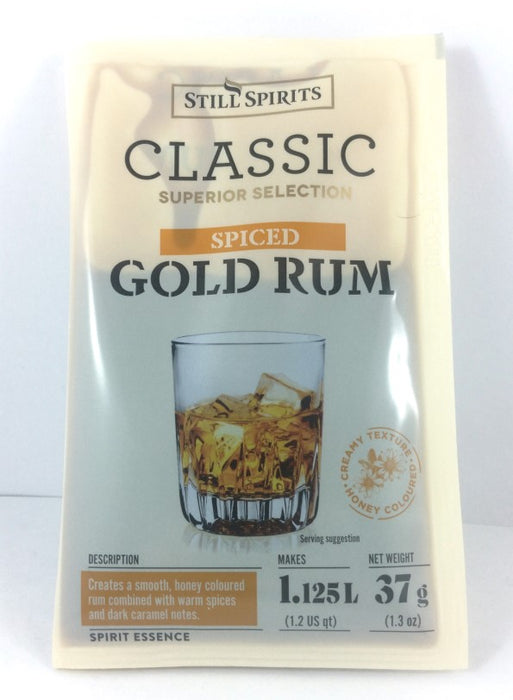 STILL SPIRITS
CLASSIC
SUPERIOR SELECTION
SPICED
GOLD RUM
CREAMY TEXTURE
HONEY COLOURED
Serving suggestion
DESCRIPTION
Creates a smooth, honey coloured
rum combined with warm spices
and dark caramel notes.
SPIRIT ESSENCE
MAKES
1.125L
(1.2 US qt)
NET WEIGHT
37g
(1.3 oz)